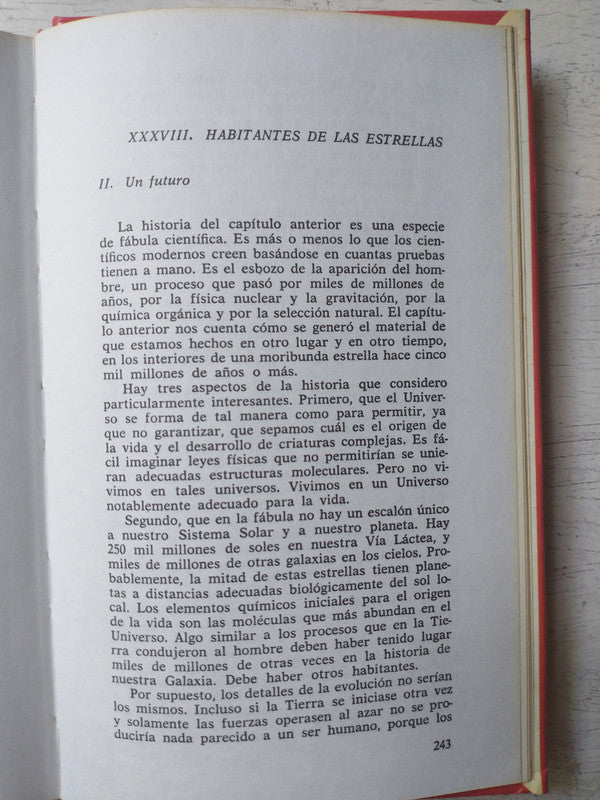 XXXVIII. HABITANTES DE LAS ESTRELLAS
II. Un futuro
La historia del capítulo anterior es una especie
de fábula científica. Es más o menos lo que los cien-
tíficos modernos creen basándose en cuantas pruebas
tienen a mano. Es el esbozo de la aparición del hom-
bre, un proceso que pasó por miles de millones de
años, por la física nuclear y la gravitación, por la
química orgánica y por la selección natural. El capítu-
lo anterior nos cuenta cómo se generó el material de
que estamos hechos en otro lugar y en otro tiempo,
en los interiores de una moribunda estrella hace cinco
mil millones de años o más.
Hay tres aspectos de la historia que considero
particularmente interesantes. Primero, que el Univer-
so se forma de tal manera como para permitir, ya
que no garantizar, que sepamos cuál es el origen de
la vida y el desarrollo de criaturas complejas. Es fá-
cil imaginar leyes físicas que no permitirían se unie-
ran adecuadas estructuras moleculares. Pero no vi-
vimos en tales universos. Vivimos en un Universo
notablemente adecuado para la vida.
Segundo, que en la fábula no hay un escalón único
a nuestro Sistema Solar y a nuestro planeta. Hay
250 mil millones de soles en nuestra Vía Láctea, y
miles de millones de otras galaxias en los cielos. Pro-
bablemente, la mitad de estas estrellas tienen plane-
tas a distancias adecuadas biológicamente del sol lo-
cal. Los elementos químicos iniciales para el origen
de la vida son las moléculas que más abundan en el
Universo. Algo similar a los procesos que en la Tie-
rra condujeron al hombre deben haber tenido lugar
miles de millones de otras veces en la historia de
nuestra Galaxia. Debe haber otros habitantes.
Por supuesto, los detalles de la evolución no serían
los mismos. Incluso si la Tierra se iniciase otra vez
y solamente las fuerzas operasen al azar no se pro-
duciría nada parecido a un ser humano, porque los
243